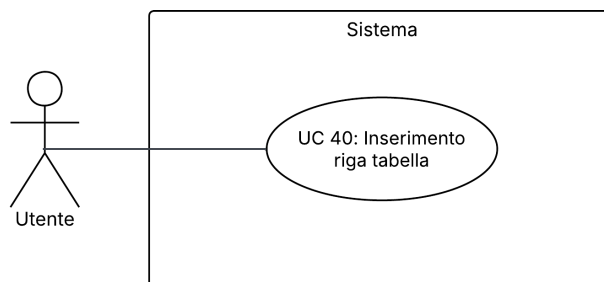 Sistema
UC 40: Inserimento
riga tabella
Utente